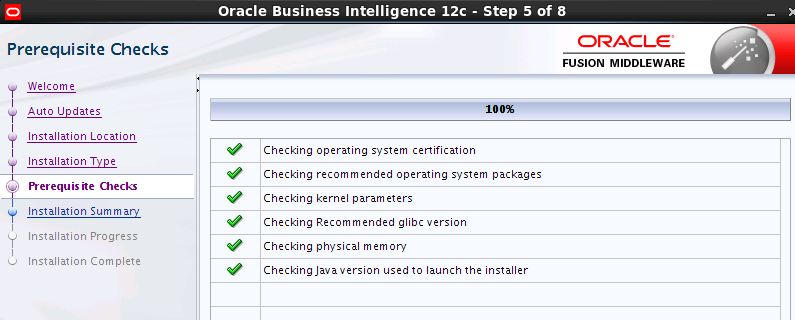 Oracle Business Intelligence 12c - Step 5 of 8
Prerequisite Checks
ORACLE
FUSION MIDDLEWARE
Welcome
Auto Updates
Installation Location
Installation Type
Prerequisite Checks
Installation Summary
Installation Progress
Installation Complete
100%
Checking operating system certification
Checking recommended operating system packages
Checking kernel parameters
Checking Recommended glibc version
Checking physical memory
Checking Java version used to launch the installer